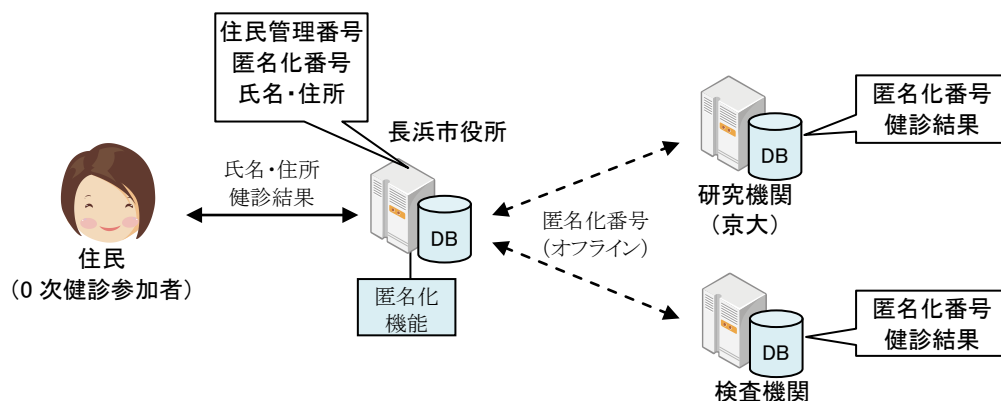 住民管理番号
匿名化番号
氏名・住所
長浜市役所
氏名・住所
健診結果
住民
（0 次健診参加者）
DB
匿名化
機能
匿名化番号
（オフライン）
DB
研究機関
（京大）
匿名化番号
健診結果
DB
検査機関
匿名化番号
健診結果